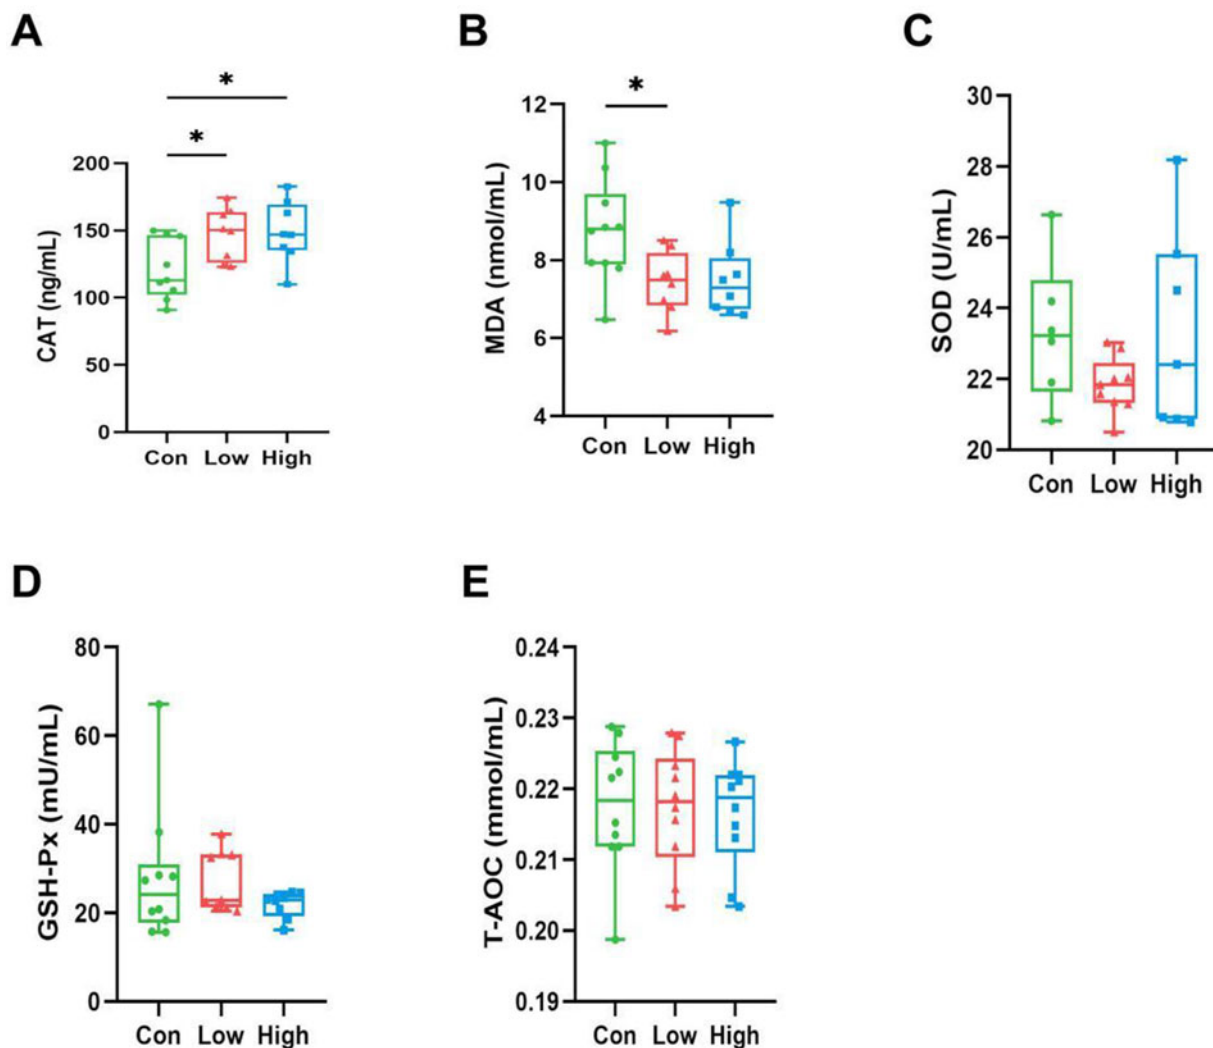 A
B
C
*
*
CAT (ng/mL)
200
150
100
50
0
Con Low High
*
MDA (nmol/mL)
12
10
8
6
4
Con Low High
SOD (U/mL)
30
28
26
24
22
20
Con Low High
D
E
GSH-Px (mU/mL)
80
60
40
20
0
Con Low High
T-AOC (mmol/mL)
0.24
0.23
0.22
0.21
0.20
0.19
Con Low High